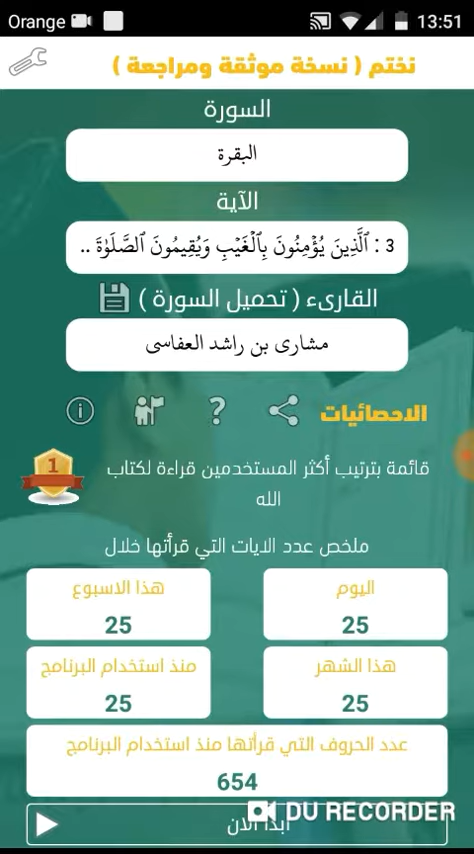 Orange 13:51
نختم ( نسخة موثقة ومراجعة )
السورة
البقرة
الآية
3 : ٱلَّذِينَ يُؤْمِنُونَ بِٱلْغَيْبِ وَيُقِيمُونَ ٱلصَّلَوٰةَ ..
القارىء ( تحميل السورة )
مشارى بن راشد العفاسى
الاحصائيات ?
قائمة بترتيب أكثر المستخدمين قراءة لكتاب
الله
1
ملخص عدد الايات التي قرأتها خلال
اليوم هذا الاسبوع
25 25
هذا الشهر منذ استخدام البرنامج
25 25
عدد الحروف التي قرأتها منذ استخدام البرنامج
654
ابدأ الان
DU RECORDER